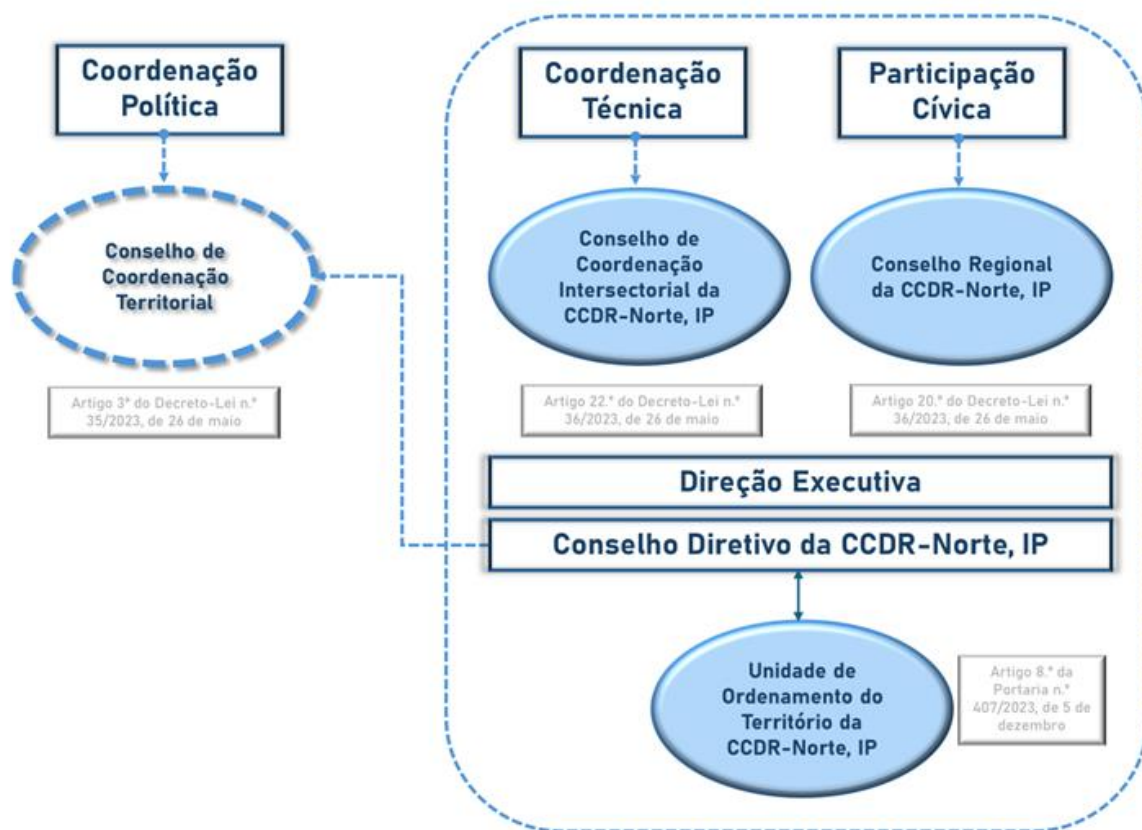 Coordenação
Política
Coordenação
Técnica
Participação
Cívica
Conselho de
Coordenação
Territorial
Conselho de
Coordenação
Intersectorial da
CCDR-Norte, IP
Conselho Regional
da CCDR-Norte, IP
Artigo 3º do Decreto-Lei n.º
35/2023, de 26 de maio
Artigo 22.º do Decreto-Lei n.º
36/2023, de 26 de maio
Artigo 20.º do Decreto-Lei n.º
36/2023, de 26 de maio
Direção Executiva
Conselho Diretivo da CCDR-Norte, IP
Unidade de
Ordenamento do
Território da
CCDR-Norte, IP
Artigo 8.º da
Portaria n.º
407/2023, de 5 de
dezembro